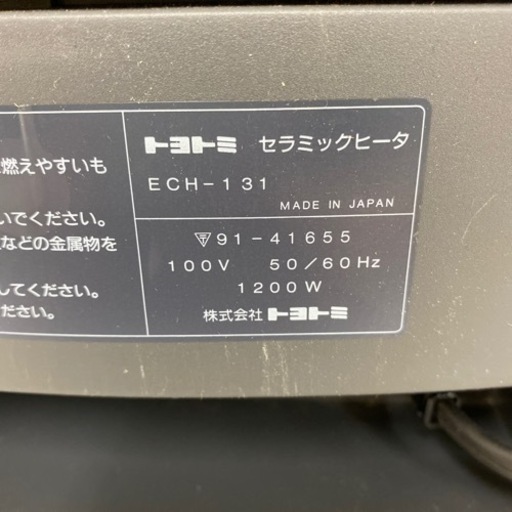 燃えやすいも
いでください。
などの金属物を
してください。
ださい。
トヨトミ セラミックヒータ
ECH-131
MADE IN JAPAN
91-41655
100V 50/60Hz
1200W
株式会社トヨトミ